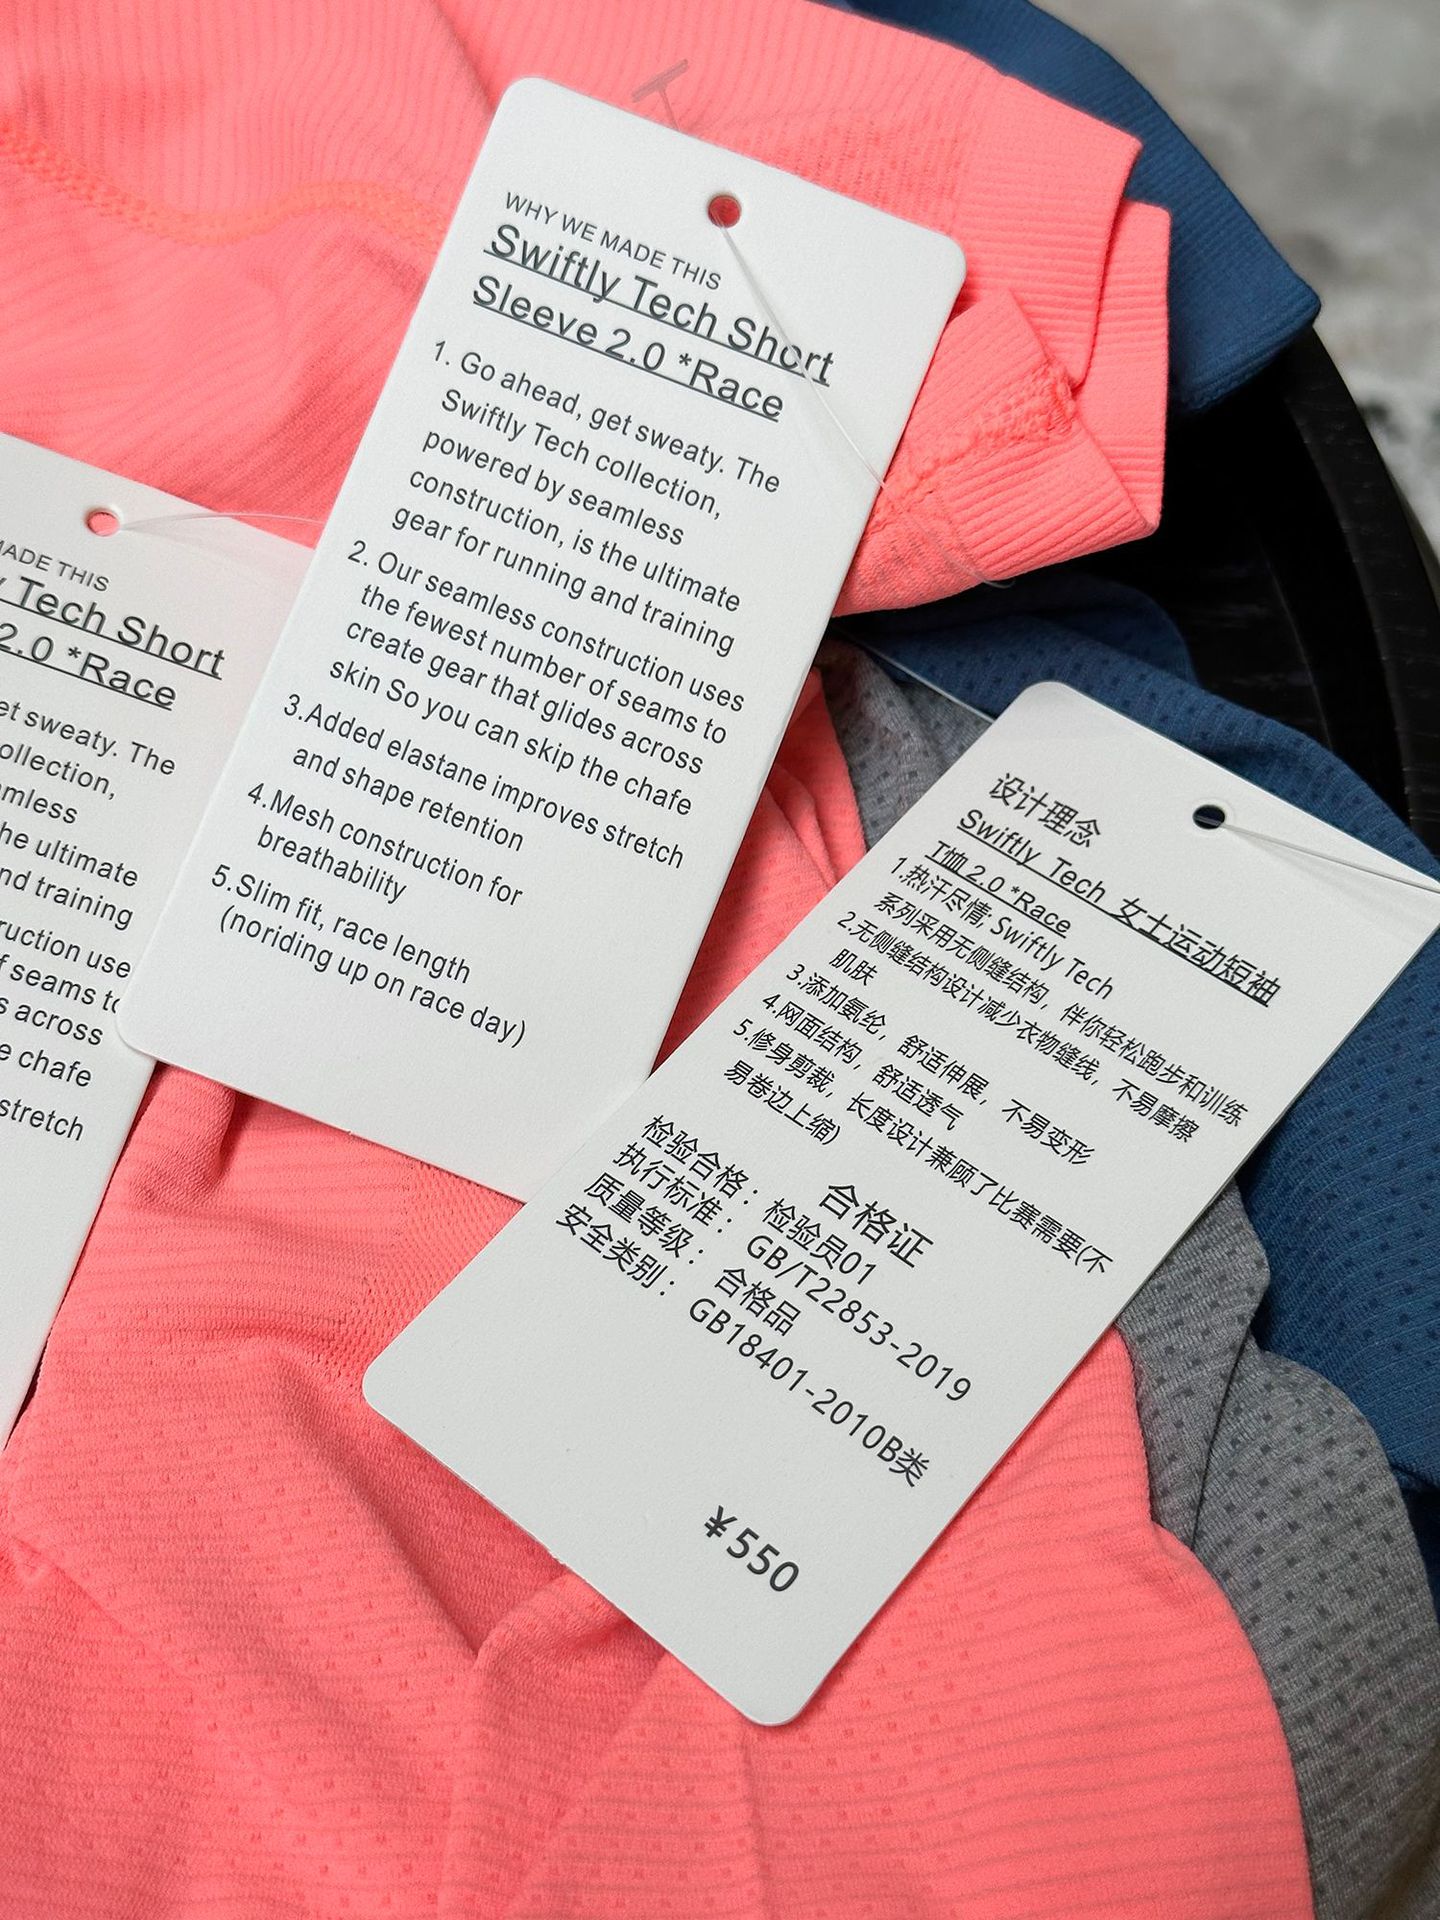 WHY WE MADE THIS
Swiftly Tech Short
Sleeve 2.0 *Race
1. Go ahead, get sweaty. The
Swiftly Tech collection,
powered by seamless
construction, is the ultimate
gear for running and training
2. Our seamless construction uses
the fewest number of seams to
create gear that glides across
skin So you can skip the chafe
3.Added elastane improves stretch
and shape retention
4.Mesh construction for
breathability
5.Slim fit, race length
(noriding up on race day)
MADE THIS
Tech Short
2.0 *Race
sweaty. The
ollection,
mless
he ultimate
nd training
ruction use
f seams to
s across
e chafe
stretch
设计理念
Swiftly Tech 女士运动短袖
T恤 2.0 *Race
1.热汗尽情; Swiftly Tech
系列采用无侧缝结构，伴你轻松跑步和训练
2.无侧缝结构设计减少衣物缝线，不易摩擦
肌肤
3.添加氨纶，舒适伸展，不易变形
4.网面结构，舒适透气
5.修身剪裁，长度设计兼顾了比赛需要(不
易卷边上缩)
合格证
检验合格：检验员01
执行标准：GB/T22853-2019
质量等级：合格品
安全类别：GB18401-2010B类
¥550